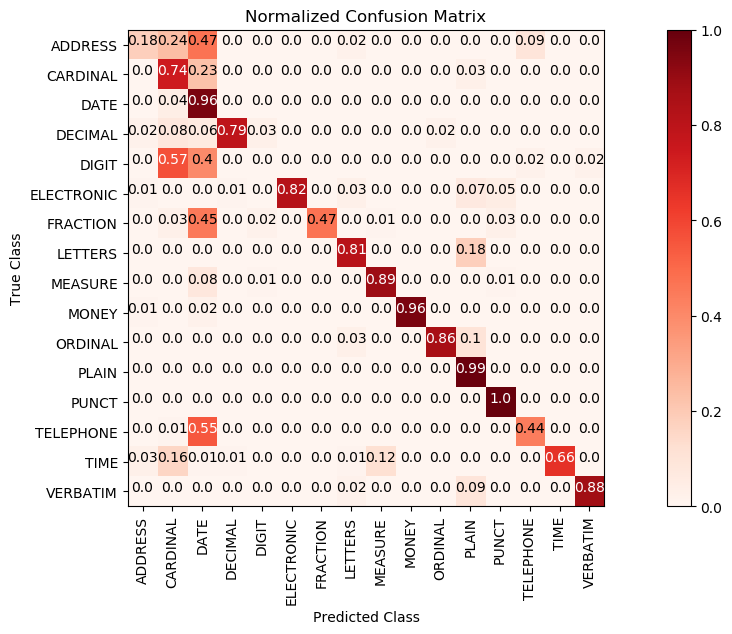 Normalized Confusion Matrix
True Class
ADDRESS 0.18 0.24 0.47 0.0 0.0 0.0 0.0 0.02 0.0 0.0 0.0 0.0 0.0 0.09 0.0 0.0
CARDINAL 0.0 0.74 0.23 0.0 0.0 0.0 0.0 0.0 0.0 0.0 0.0 0.03 0.0 0.0 0.0 0.0
DATE 0.0 0.04 0.96 0.0 0.0 0.0 0.0 0.0 0.0 0.0 0.0 0.0 0.0 0.0 0.0 0.0
DECIMAL 0.02 0.08 0.06 0.79 0.03 0.0 0.0 0.0 0.0 0.0 0.02 0.0 0.0 0.0 0.0 0.0
DIGIT 0.0 0.57 0.4 0.0 0.0 0.0 0.0 0.0 0.0 0.0 0.0 0.0 0.0 0.02 0.0 0.02
ELECTRONIC 0.01 0.0 0.0 0.01 0.0 0.82 0.0 0.03 0.0 0.0 0.0 0.07 0.05 0.0 0.0 0.0
FRACTION 0.0 0.03 0.45 0.0 0.02 0.0 0.47 0.0 0.01 0.0 0.0 0.0 0.03 0.0 0.0 0.0
LETTERS 0.0 0.0 0.0 0.0 0.0 0.0 0.0 0.81 0.0 0.0 0.0 0.18 0.0 0.0 0.0 0.0
MEASURE 0.0 0.0 0.08 0.0 0.01 0.0 0.0 0.0 0.89 0.0 0.0 0.0 0.01 0.0 0.0 0.0
MONEY 0.01 0.0 0.02 0.0 0.0 0.0 0.0 0.0 0.0 0.96 0.0 0.0 0.0 0.0 0.0 0.0
ORDINAL 0.0 0.0 0.0 0.0 0.0 0.0 0.0 0.03 0.0 0.0 0.86 0.1 0.0 0.0 0.0 0.0
PLAIN 0.0 0.0 0.0 0.0 0.0 0.0 0.0 0.0 0.0 0.0 0.0 0.99 0.0 0.0 0.0 0.0
PUNCT 0.0 0.0 0.0 0.0 0.0 0.0 0.0 0.0 0.0 0.0 0.0 0.0 1.0 0.0 0.0 0.0
TELEPHONE 0.0 0.01 0.55 0.0 0.0 0.0 0.0 0.0 0.0 0.0 0.0 0.0 0.0 0.44 0.0 0.0
TIME 0.03 0.16 0.01 0.01 0.0 0.0 0.0 0.01 0.12 0.0 0.0 0.0 0.0 0.0 0.66 0.0
VERBATIM 0.0 0.0 0.0 0.0 0.0 0.0 0.0 0.02 0.0 0.0 0.0 0.09 0.0 0.0 0.0 0.88
ADDRESS CARDINAL DATE DECIMAL DIGIT ELECTRONIC FRACTION LETTERS MEASURE MONEY ORDINAL PLAIN PUNCT TELEPHONE TIME VERBATIM
Predicted Class
1.0
0.8
0.6
0.4
0.2
0.0